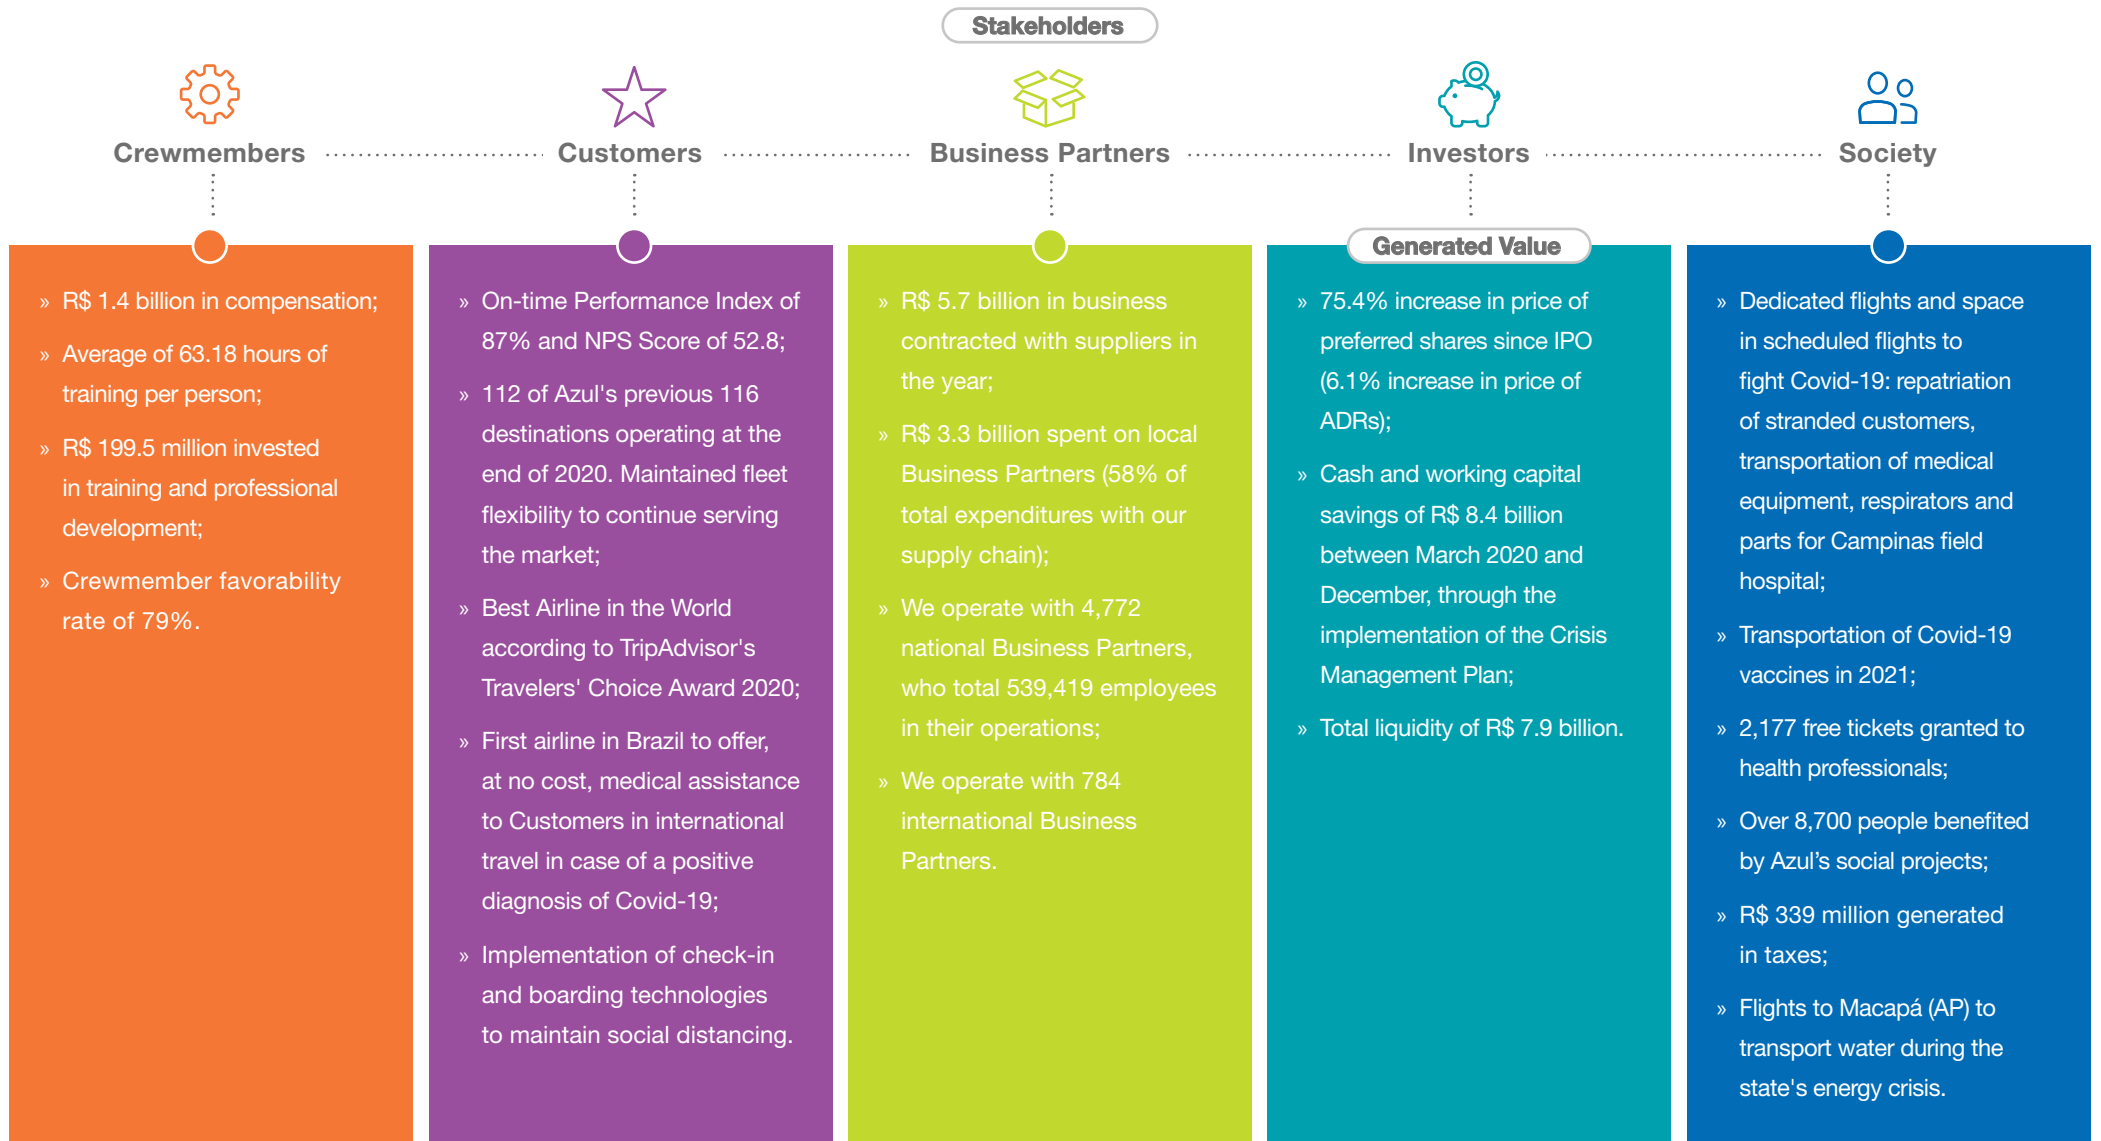 Stakeholders
Crewmembers
Customers
Business Partners
Investors
Society
» R$ 1.4 billion in compensation;
» Average of 63.18 hours of
training per person;
» R$ 199.5 million invested
in training and professional
development;
» Crewmember favorability
rate of 79%.
» On-time Performance Index of
87% and NPS Score of 52.8;
» 112 of Azul's previous 116
destinations operating at the
end of 2020. Maintained fleet
flexibility to continue serving
the market;
» Best Airline in the World
according to TripAdvisor's
Travelers' Choice Award 2020;
» First airline in Brazil to offer,
at no cost, medical assistance
to Customers in international
travel in case of a positive
diagnosis of Covid-19;
» Implementation of check-in
and boarding technologies
to maintain social distancing.
» R$ 5.7 billion in business
contracted with suppliers in
the year;
» R$ 3.3 billion spent on local
Business Partners (58% of
total expenditures with our
supply chain);
» We operate with 4,772
national Business Partners,
who total 539,419 employees
in their operations;
» We operate with 784
international Business
Partners.
Generated Value
» 75.4% increase in price of
preferred shares since IPO
(6.1% increase in price of
ADRs);
» Cash and working capital
savings of R$ 8.4 billion
between March 2020 and
December, through the
implementation of the Crisis
Management Plan;
» Total liquidity of R$ 7.9 billion.
» Dedicated flights and space
in scheduled flights to
fight Covid-19: repatriation
of stranded customers,
transportation of medical
equipment, respirators and
parts for Campinas field
hospital;
» Transportation of Covid-19
vaccines in 2021;
» 2,177 free tickets granted to
health professionals;
» Over 8,700 people benefited
by Azul’s social projects;
» R$ 339 million generated
in taxes;
» Flights to Macapá (AP) to
transport water during the
state's energy crisis.